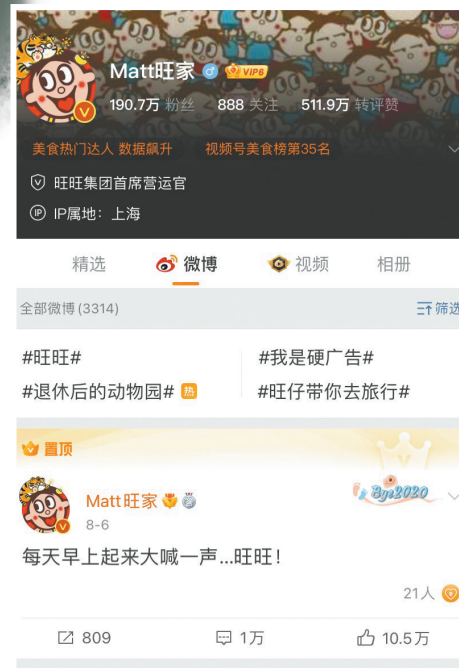 Matt旺家 VIP6
190.7万 粉丝 888 关注 511.9万 转评赞
美食热门达人 数据飙升 视频号美食榜第35名
旺旺集团首席营运官
IP IP属地：上海
精选 微博 视频 相册
全部微博(3314) 筛选
#旺旺# #我是硬广告#
#退休后的动物园# 热 #旺仔带你去旅行#
置顶
Matt旺家 Bye2020
8-6
每天早上起来大喊一声...旺旺！
21人
809 1万 10.5万